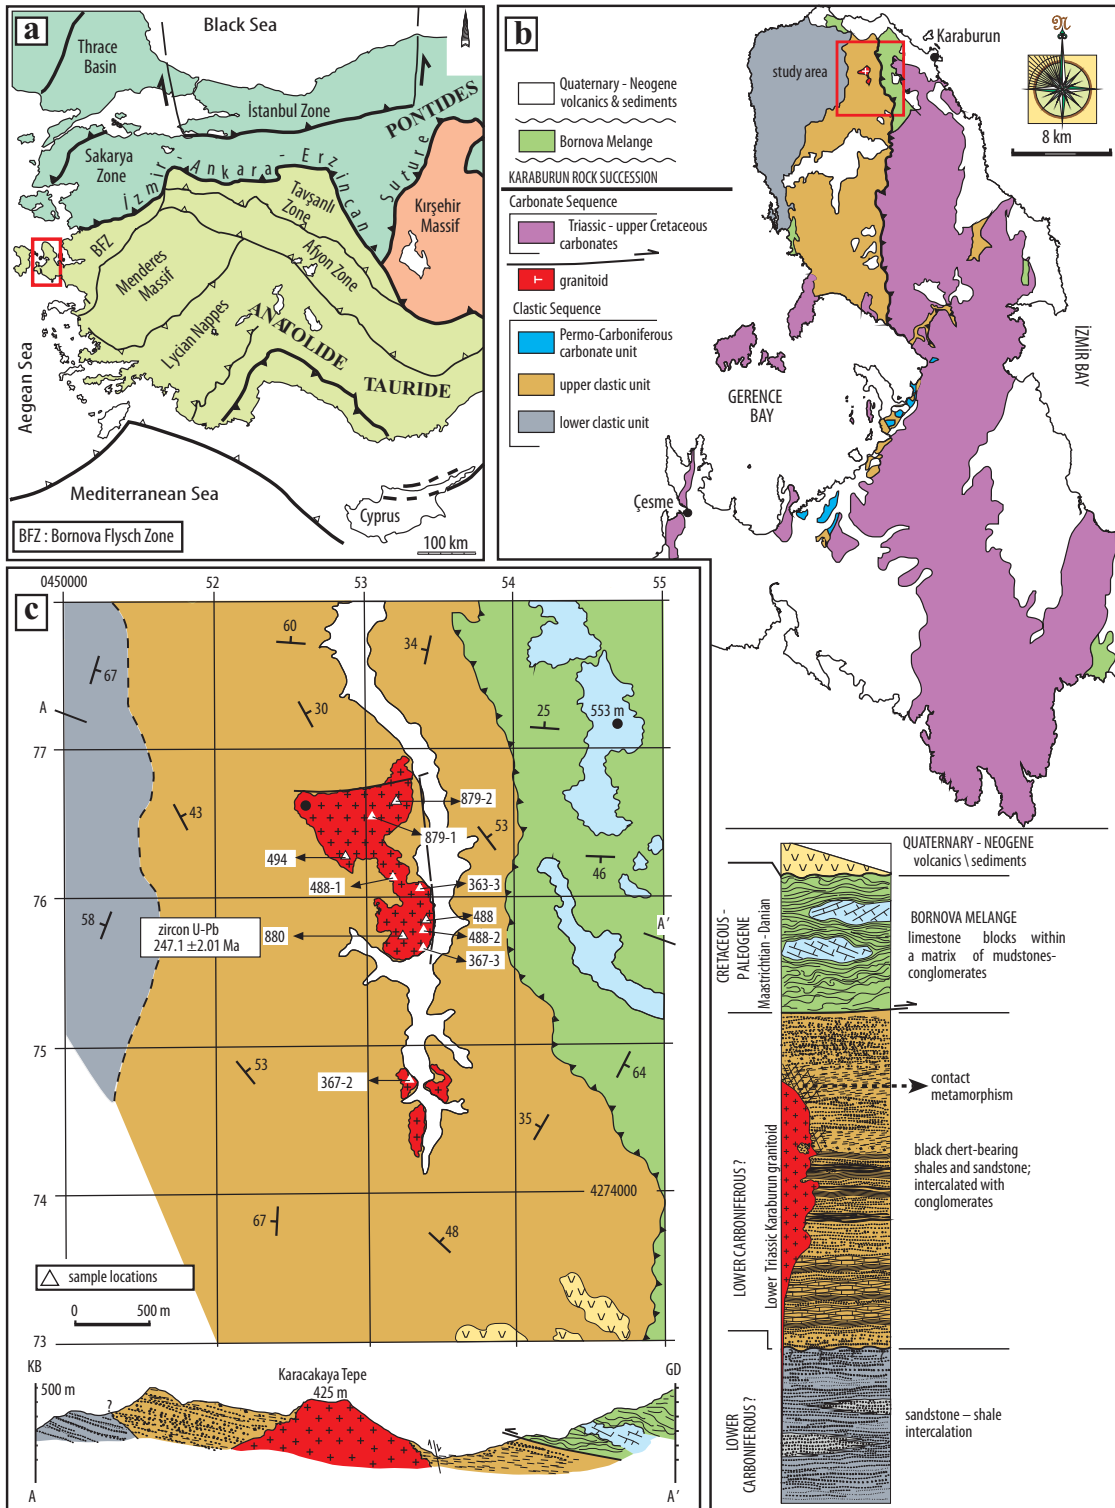 a
Black Sea
Thrace
Basin
İstanbul Zone
PONTIDES
Sakarya
Zone
İzmir - Ankara - Erzincan Suture
Tavşanlı
Zone
Kırşehir
Massif
BFZ
Afyon Zone
Menderes
Massif
Lycian Nappes
ANATOLIDE
TAURIDE
Aegean Sea
Mediterranean Sea
Cyprus
BFZ : Bornova Flysch Zone
100 km
b
Karaburun
study area
8 km
Quaternary - Neogene
volcanics & sediments
Bornova Melange
KARABURUN ROCK SUCCESSION
Carbonate Sequence
Triassic - upper Cretaceous
carbonates
granitoid
Clastic Sequence
Permo-Carboniferous
carbonate unit
upper clastic unit
lower clastic unit
GERENCE
BAY
İZMİR BAY
Çesme
c
0450000
52
53
54
55
60
34
67
A
30
25
553 m
77
43
879-2
879-1
53
494
488-1
363-3
46
76
58
zircon U-Pb
247.1 ±2.01 Ma
880
488
488-2
367-3
A'
75
53
367-2
64
35
74
4274000
67
48
sample locations
0
500 m
73
KB
Karacakaya Tepe
GD
500 m
425 m
?
A
A'
QUATERNARY - NEOGENE
volcanics \ sediments
CRETACEOUS -
PALEOGENE
Maastrichtian - Danian
BORNOVA MELANGE
limestone blocks within
a matrix of mudstones-
conglomerates
contact
metamorphism
LOWER CARBONIFEROUS ?
Lower Triassic Karaburun granitoid
black chert-bearing
shales and sandstone;
intercalated with
conglomerates
LOWER
CARBONIFEROUS ?
sandstone – shale
intercalation